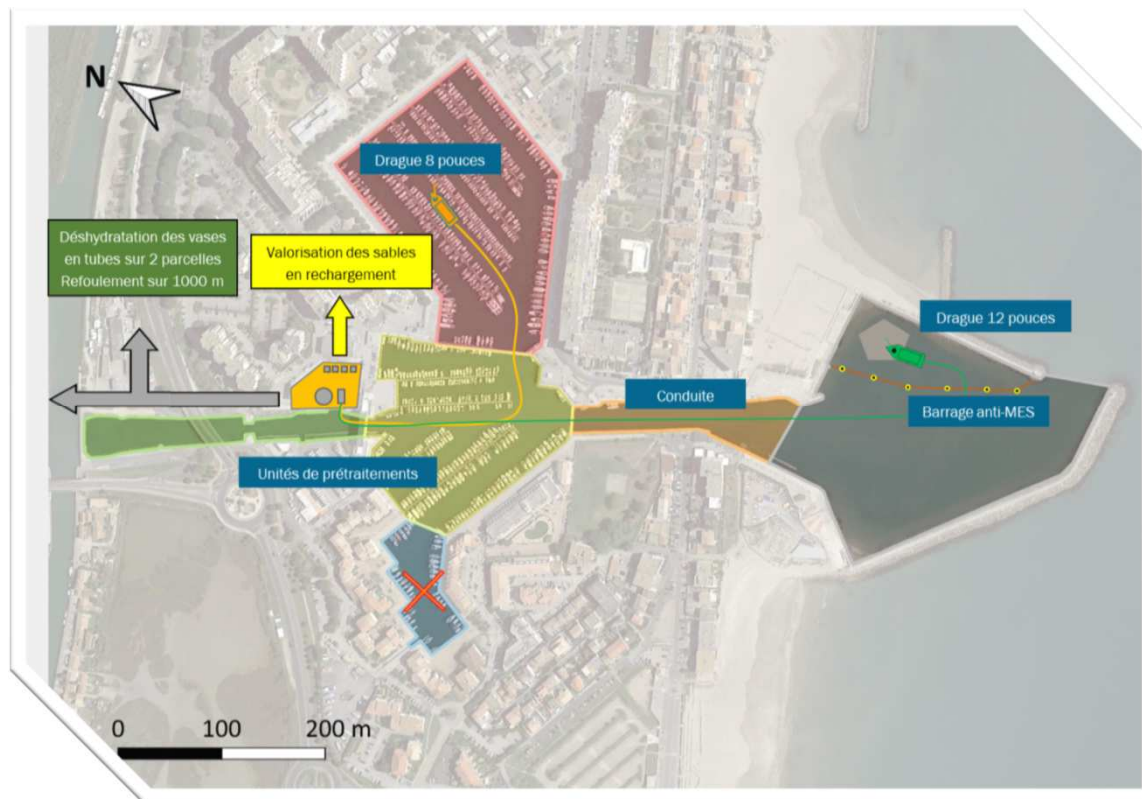 N
Drague 8 pouces
Déshydratation des vases
en tubes sur 2 parcelles
Refoulement sur 1000 m
Valorisation des sables
en rechargement
Drague 12 pouces
Conduite
Barrage anti-MES
Unités de prétraitements
0 100 200 m